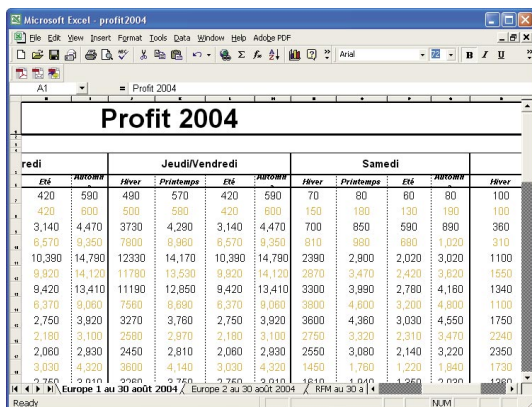 Microsoft Excel - profit2004
File Edit View Insert Format Tools Data Window Help Adobe PDF
Arial 72 B I U
A1 = Profit 2004
Profit 2004
redi Jeudi/Vendredi Samedi
Eté Automn Hiver Printemps Eté Automn Hiver Printemps Eté Automn Hiver
420 590 490 570 420 590 70 80 60 80 100
420 600 500 580 420 600 150 180 130 190 100
3,140 4,470 3730 4,290 3,140 4,470 700 850 590 890 360
6,570 9,350 7800 8,960 6,570 9,350 810 980 680 1,020 310
10,390 14,790 12330 14,170 10,390 14,790 2390 2,900 2,020 3,020 1100
9,920 14,120 11780 13,530 9,920 14,120 2870 3,470 2,420 3,620 1550
9,420 13,410 11190 12,850 9,420 13,410 3300 3,990 2,780 4,160 1340
6,370 9,060 7560 8,690 6,370 9,060 3800 4,600 3,200 4,800 1100
2,750 3,920 3270 3,760 2,750 3,920 3600 4,360 3,030 4,550 1750
2,180 3,100 2580 2,970 2,180 3,100 2750 3,320 2,310 3,470 2240
2,060 2,930 2450 2,810 2,060 2,930 2550 3,080 2,140 3,220 2350
3,030 4,320 3600 4,140 3,030 4,320 1450 1,760 1,220 1,840 1730
Europe 1 au 30 août 2004 Europe 2 au 30 août 2004 RFM au 30 a
Ready NUM